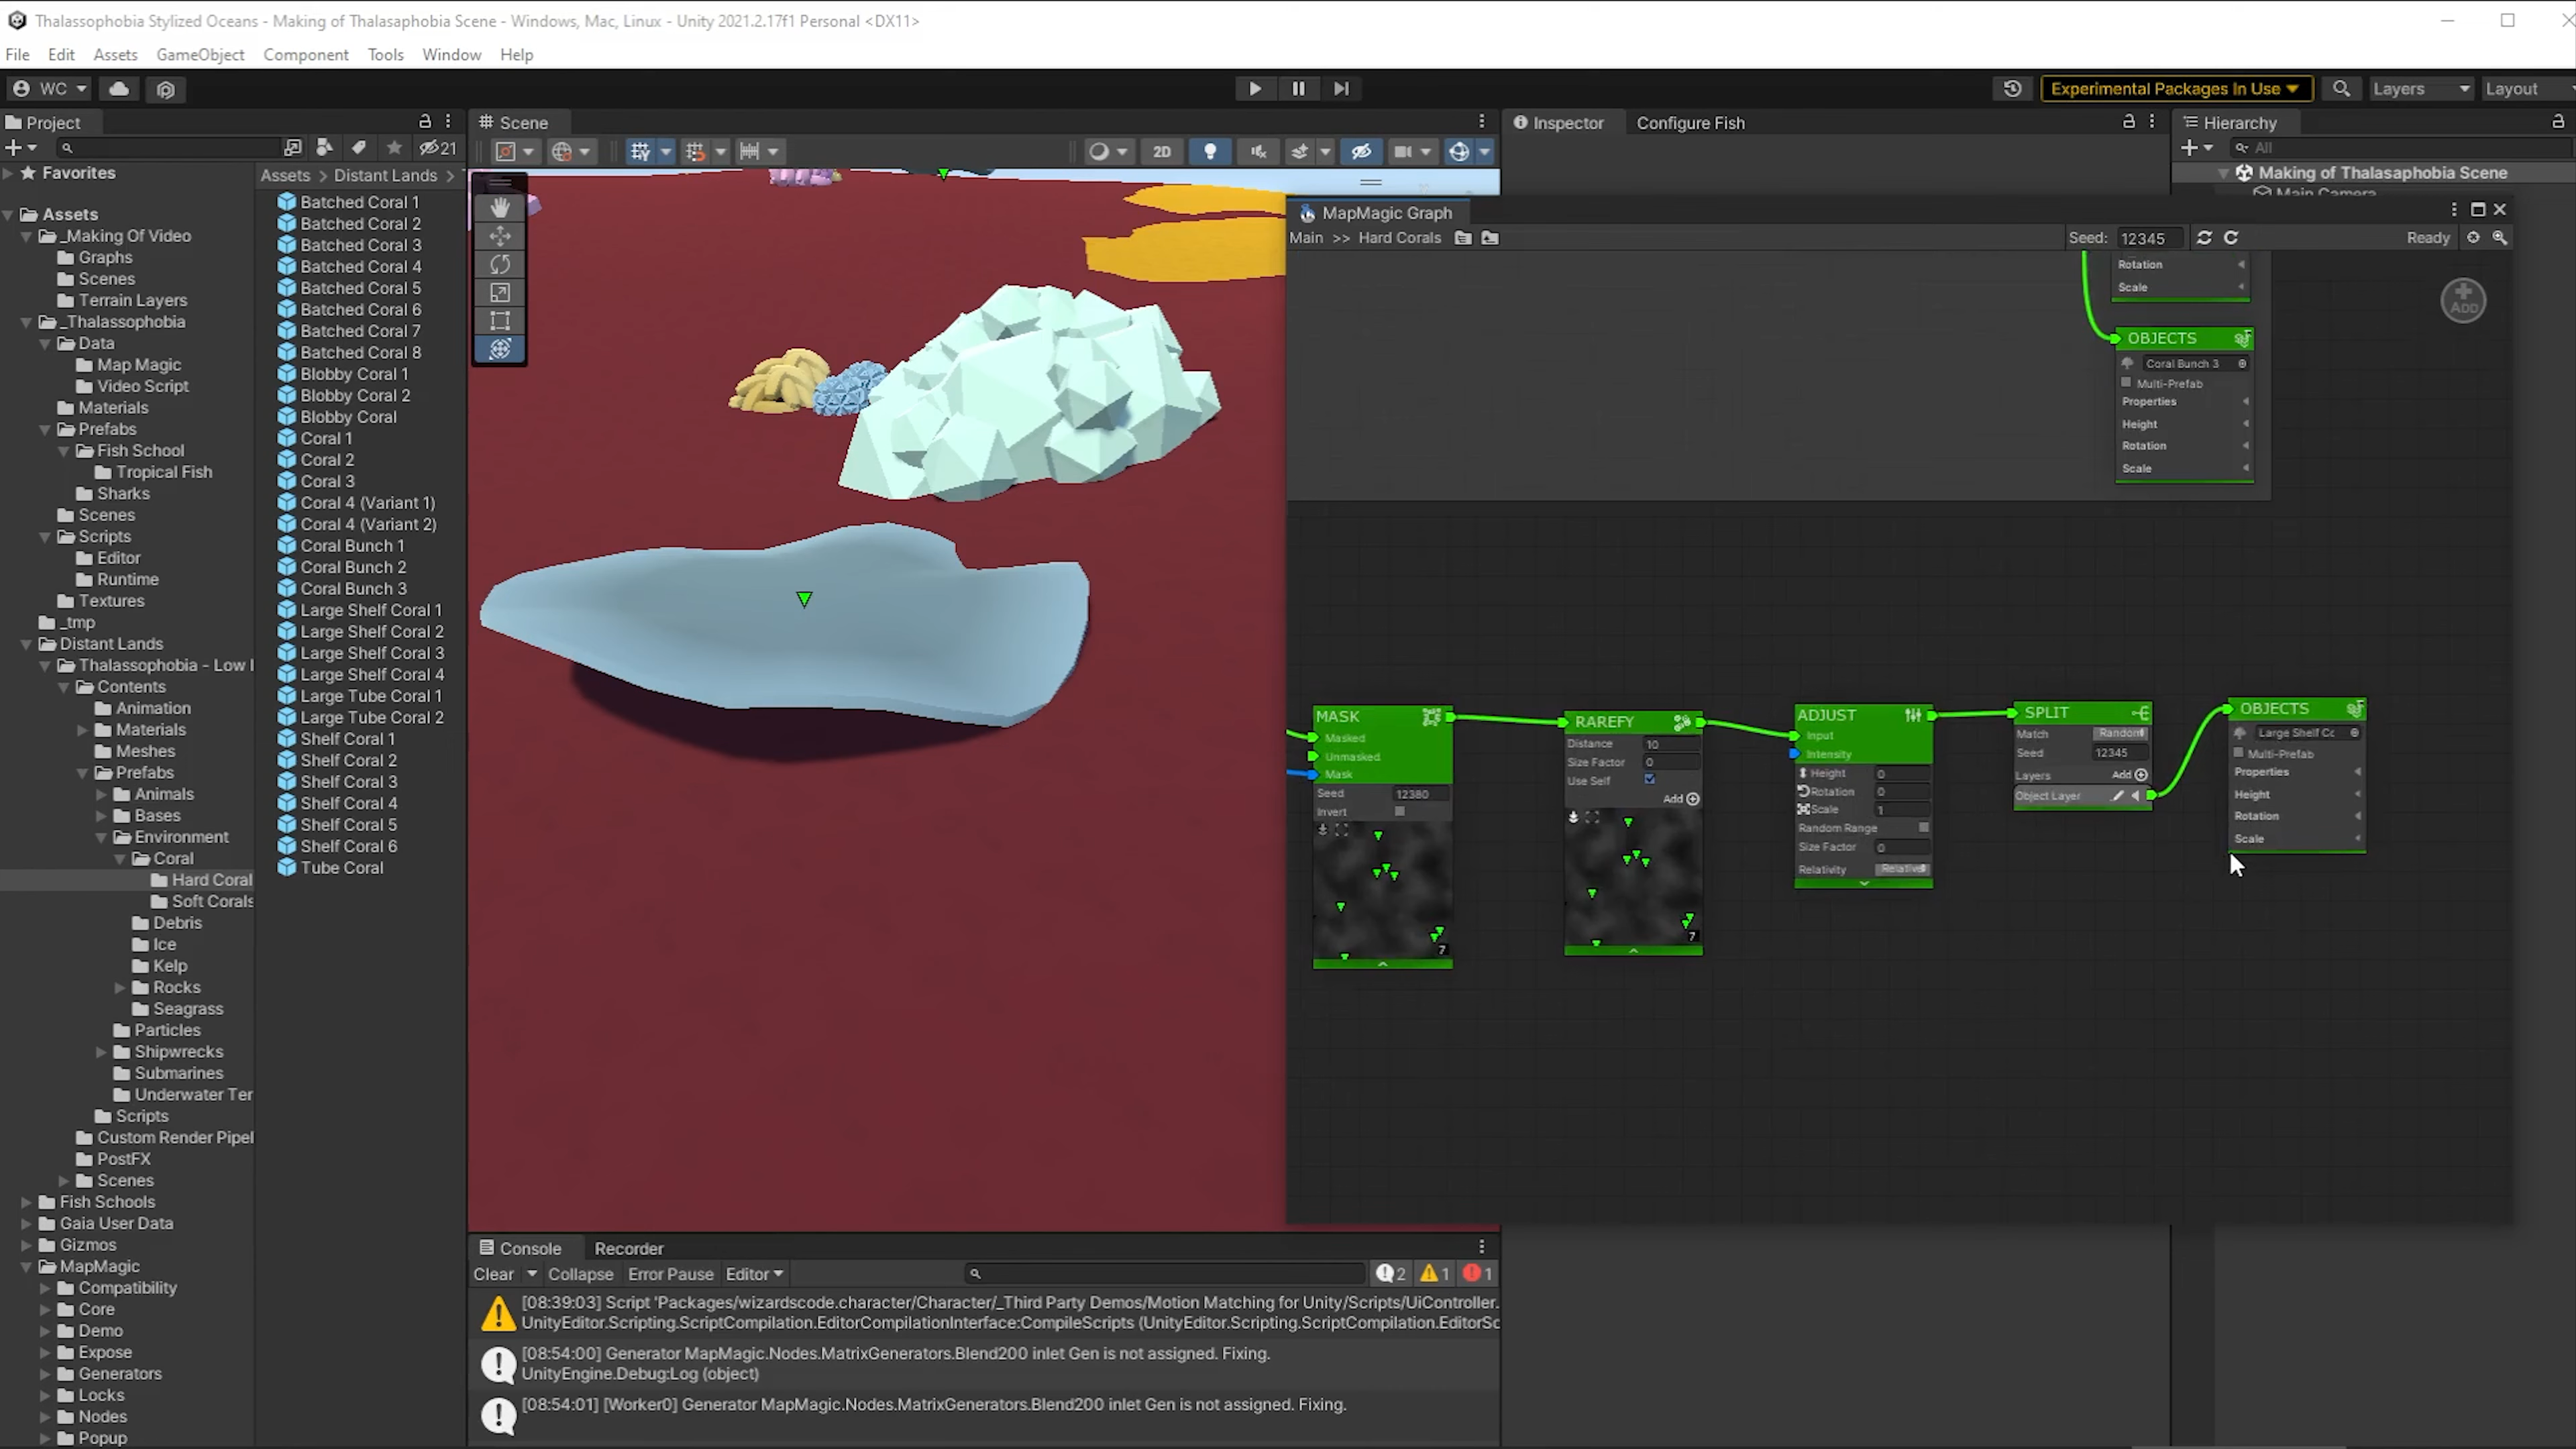 Thalassophobia Stylized Oceans - Making of Thalasaphobia Scene - Windows, Mac, Linux - Unity 2021.2.17f1 Personal <DX11>
File Edit Assets GameObject Component Tools Window Help
WC Experimental Packages In Use Layers Layout
Project
21
Favorites
Assets
_Making Of Video
Graphs
Scenes
Terrain Layers
_Thalassophobia
Data
Map Magic
Video Script
Materials
Prefabs
Fish School
Tropical Fish
Sharks
Scenes
Scripts
Editor
Runtime
Textures
_tmp
Distant Lands
Thalassophobia - Low
Contents
Animation
Materials
Meshes
Prefabs
Animals
Bases
Environment
Coral
Hard Coral
Soft Corals
Debris
Ice
Kelp
Rocks
Seagrass
Particles
Shipwrecks
Submarines
Underwater Ter
Scripts
Custom Render Pipel
PostFX
Scenes
Fish Schools
Gaia User Data
Gizmos
MapMagic
Compatibility
Core
Demo
Expose
Generators
Locks
Nodes
Popup
Assets > Distant Lands >
Batched Coral 1
Batched Coral 2
Batched Coral 3
Batched Coral 4
Batched Coral 5
Batched Coral 6
Batched Coral 7
Batched Coral 8
Blobby Coral 1
Blobby Coral 2
Blobby Coral
Coral 1
Coral 2
Coral 3
Coral 4 (Variant 1)
Coral 4 (Variant 2)
Coral Bunch 1
Coral Bunch 2
Coral Bunch 3
Large Shelf Coral 1
Large Shelf Coral 2
Large Shelf Coral 3
Large Shelf Coral 4
Large Tube Coral 1
Large Tube Coral 2
Shelf Coral 1
Shelf Coral 2
Shelf Coral 3
Shelf Coral 4
Shelf Coral 5
Shelf Coral 6
Tube Coral
Scene
2D
Inspector Configure Fish
Hierarchy
All
Making of Thalasaphobia Scene
Main Camera
MapMagic Graph
Main >> Hard Corals Seed: 12345 Ready
ADD
Rotation
Scale
OBJECTS
Coral Bunch 3
Multi-Prefab
Properties
Height
Rotation
Scale
MASK
Masked
Unmasked
Mask
Seed 12380
Invert
7
RAREFY
Distance 10
Size Factor 0
Use Self
Add
7
ADJUST
Input
Intensity
Height 0
Rotation 0
Scale 1
Random Range
Size Factor 0
Relativity Relative
SPLIT
Match Random
Seed 12345
Layers Add
Object Layer
OBJECTS
Large Shelf Cc
Multi-Prefab
Properties
Height
Rotation
Scale
Console Recorder
Clear Collapse Error Pause Editor 2 1 1
[08:39:03] Script 'Packages/wizardscode.character/Character/_Third Party Demos/Motion Matching for Unity/Scripts/UiController.
UnityEditor.Scripting.ScriptCompilation.EditorCompilationInterface:CompileScripts (UnityEditor.Scripting.ScriptCompilation.EditorSc
[08:54:00] Generator MapMagic.Nodes.MatrixGenerators.Blend200 inlet Gen is not assigned. Fixing.
UnityEngine.Debug:Log (object)
[08:54:01] [Worker0] Generator MapMagic.Nodes.MatrixGenerators.Blend200 inlet Gen is not assigned. Fixing.